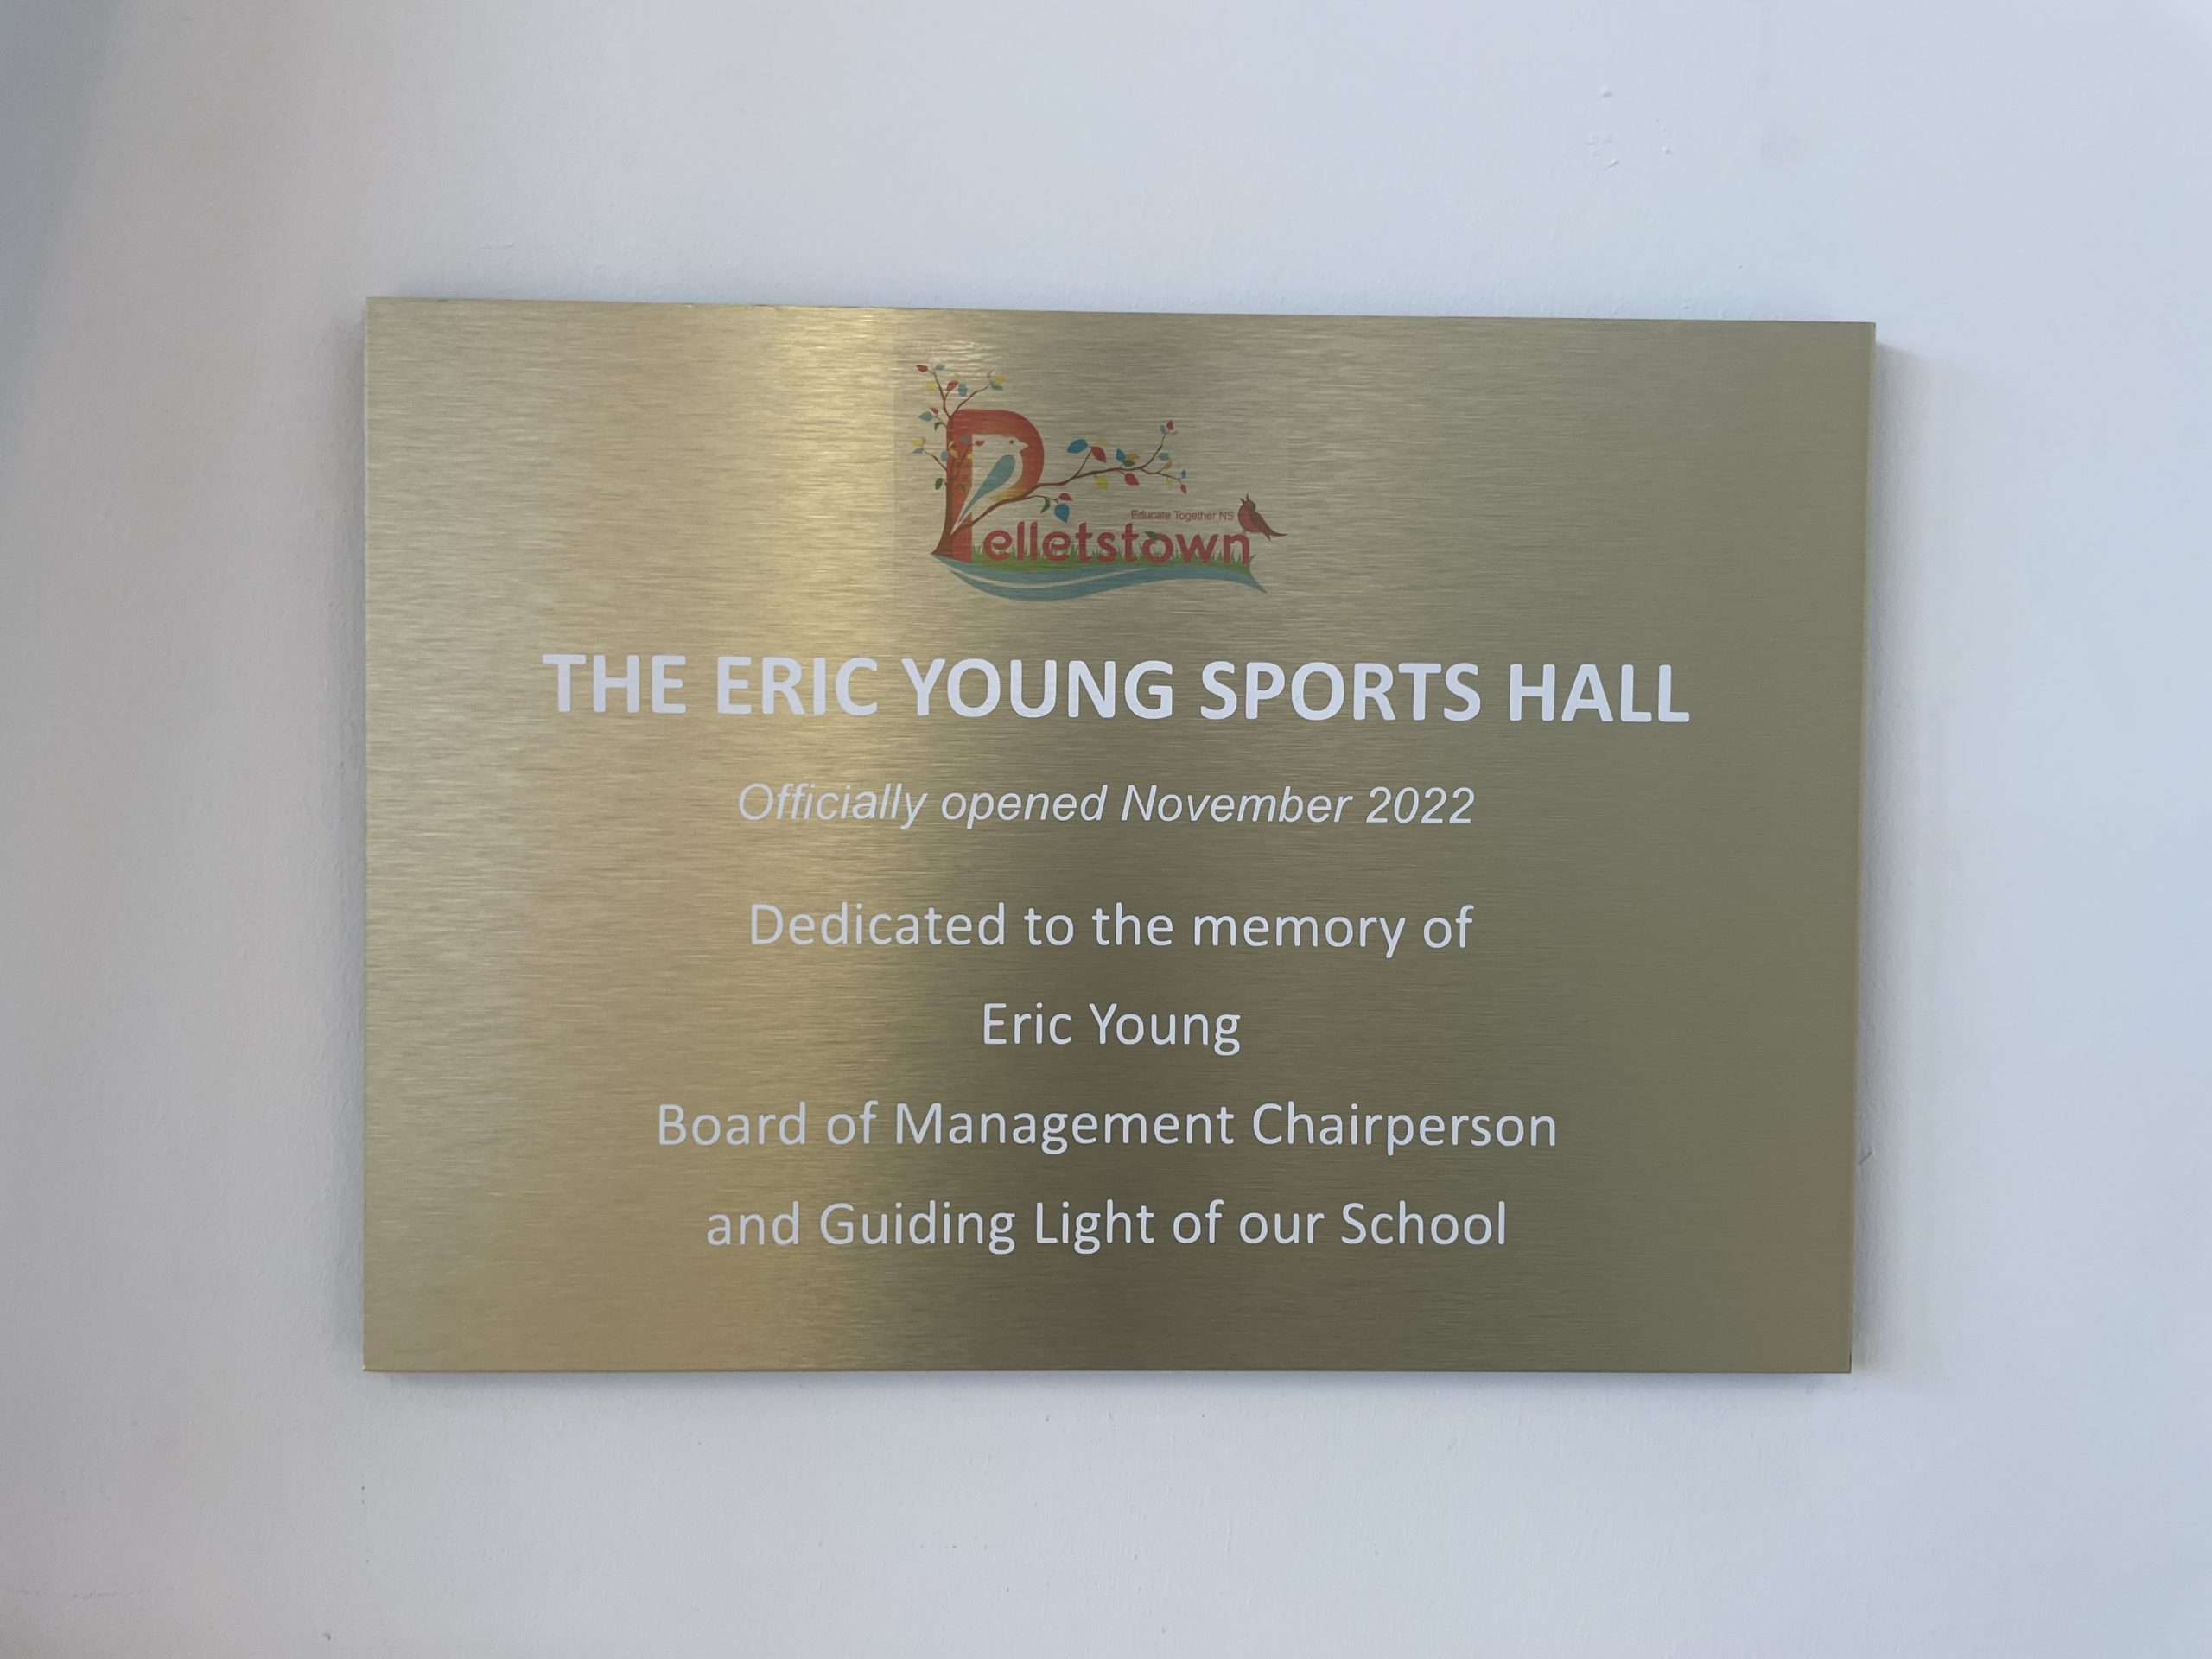 Educate Together NS
Pelletstown
THE ERIC YOUNG SPORTS HALL
Officially opened November 2022
Dedicated to the memory of
Eric Young
Board of Management Chairperson
and Guiding Light of our School